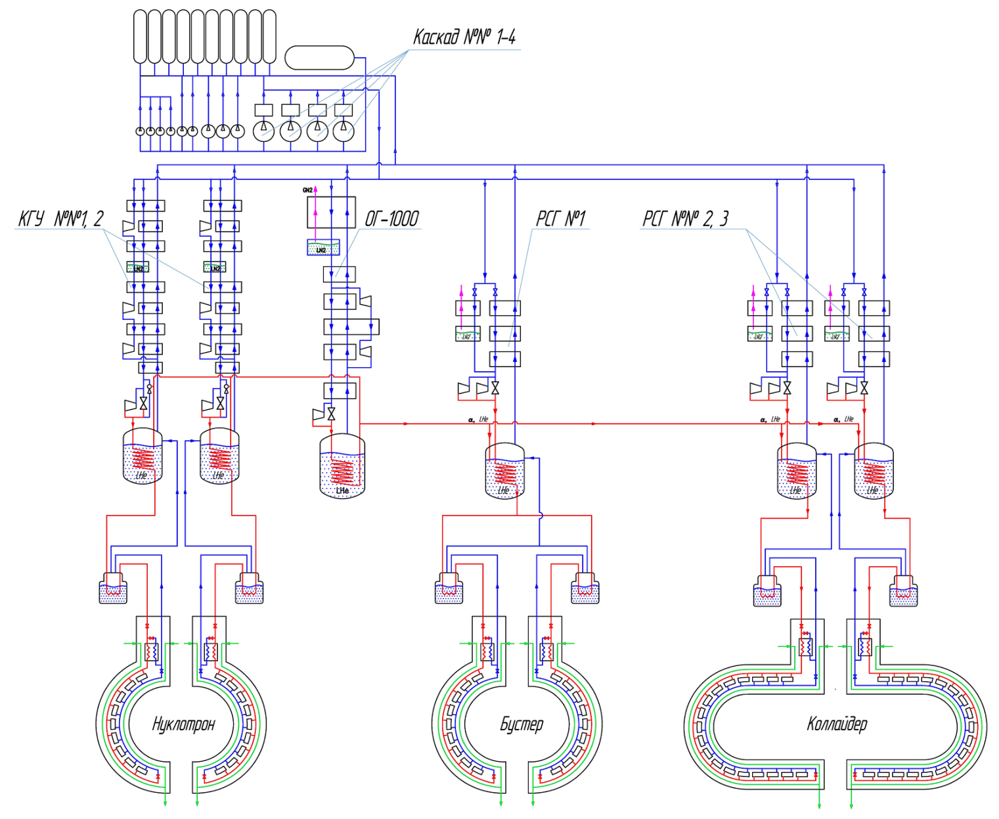 Каскад №№ 1-4
GN2
КГУ №№1, 2
ОГ-1000
РСГ №1
РСГ №№ 2, 3
LN2
LN2
LN2
LN2
LN2
LN2
α, LHe
α, LHe
α, LHe
LHe
LHe
LHe
LHe
LHe
LHe
Нуклотрон
Бустер
Коллайдер